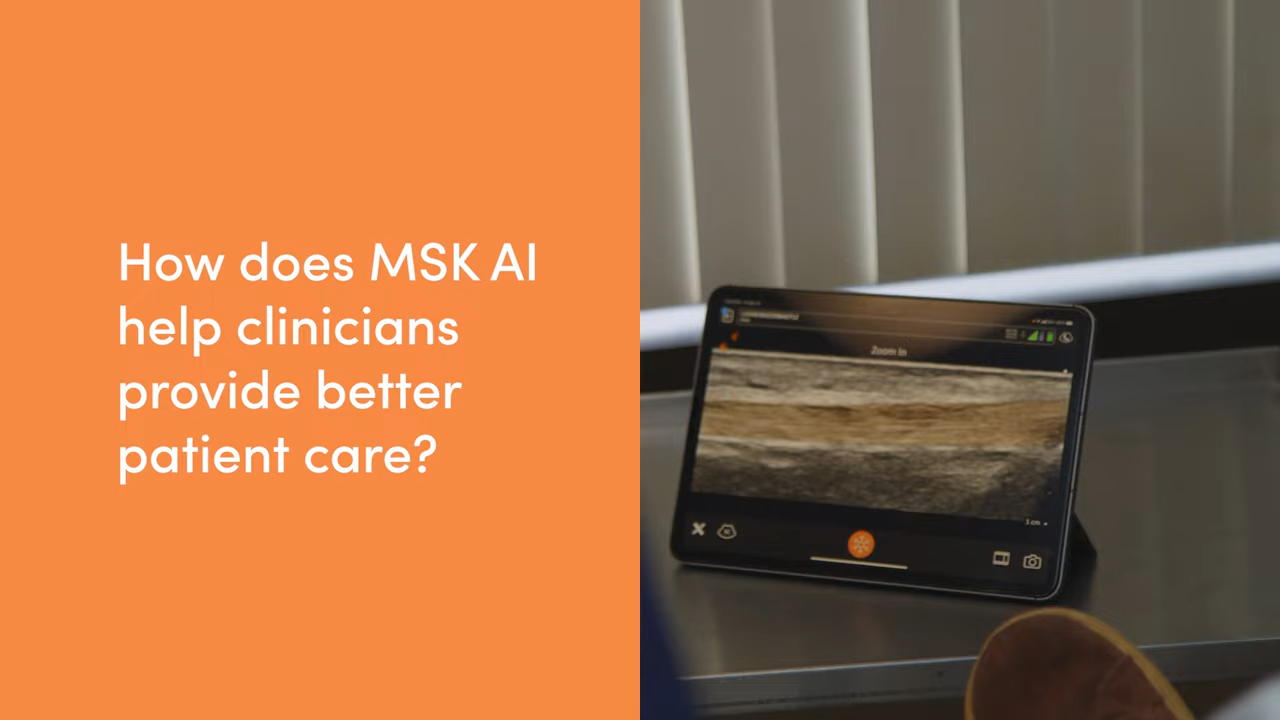 How does MSK AI
help clinicians
provide better
patient care?
Zoom In
1 cm